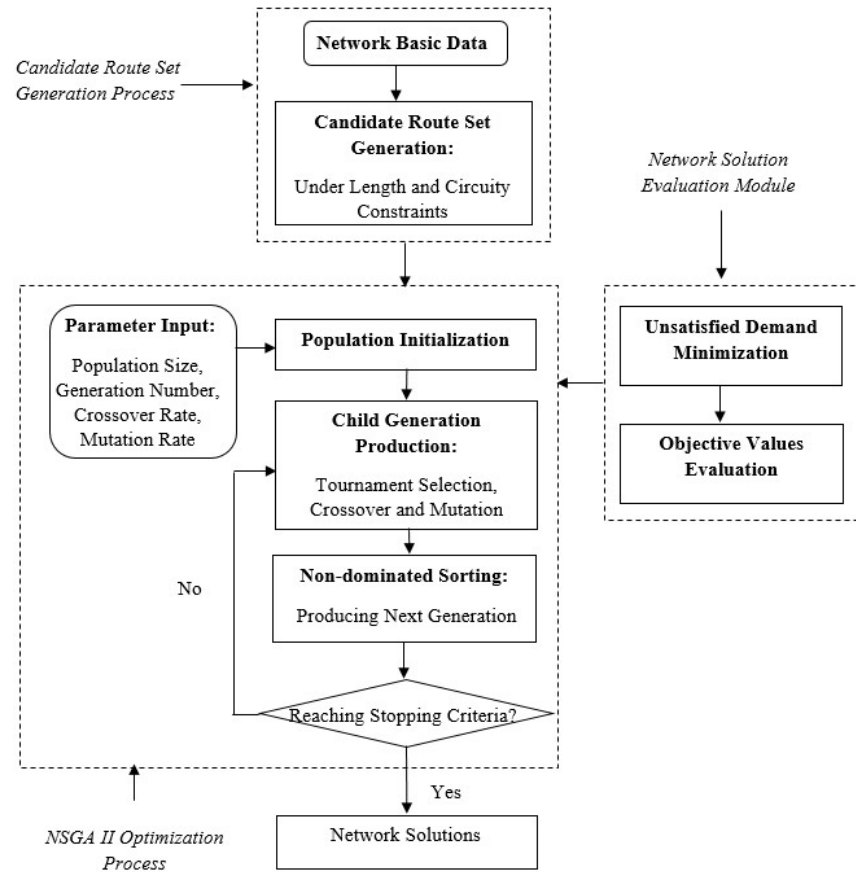 Network Basic Data
Candidate Route Set
Generation Process
Candidate Route Set
Generation:
Under Length and Circuity
Constraints
Network Solution
Evaluation Module
Parameter Input:
Population Size,
Generation Number,
Crossover Rate,
Mutation Rate
Population Initialization
Unsatisfied Demand
Minimization
Child Generation
Production:
Tournament Selection,
Crossover and Mutation
Objective Values
Evaluation
No
Non-dominated Sorting:
Producing Next Generation
Reaching Stopping Criteria?
Yes
NSGA II Optimization
Process
Network Solutions